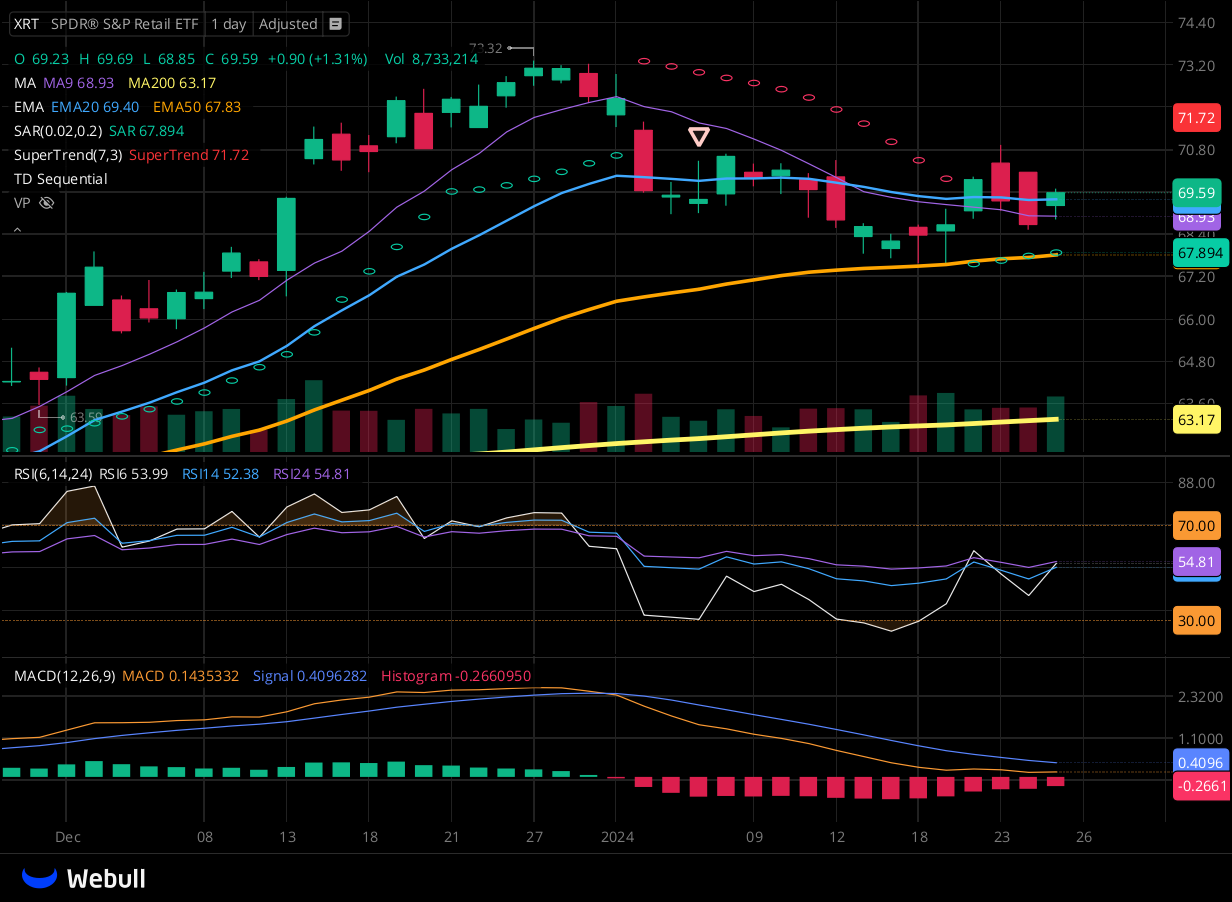 XRT SPDR® S&P Retail ETF 1 day Adjusted
74.40
73.32
O 69.23 H 69.69 L 68.85 C 69.59 +0.90 (+1.31%) Vol 8,733,214
73.20
MA MA9 68.93 MA200 63.17
EMA EMA20 69.40 EMA50 67.83
71.72
SAR(0.02,0.2) SAR 67.894
SuperTrend(7,3) SuperTrend 71.72
70.80
TD Sequential
69.59
VP
68.93
68.40
67.894
67.20
66.00
64.80
63.60
63.59
63.17
RSI(6,14,24) RSI6 53.99 RSI14 52.38 RSI24 54.81
88.00
70.00
54.81
30.00
MACD(12,26,9) MACD 0.1435332 Signal 0.4096282 Histogram -0.2660950
2.3200
1.1000
0.4096
-0.2661
Dec 08 13 18 21 27 2024 09 12 18 23 26
Webull